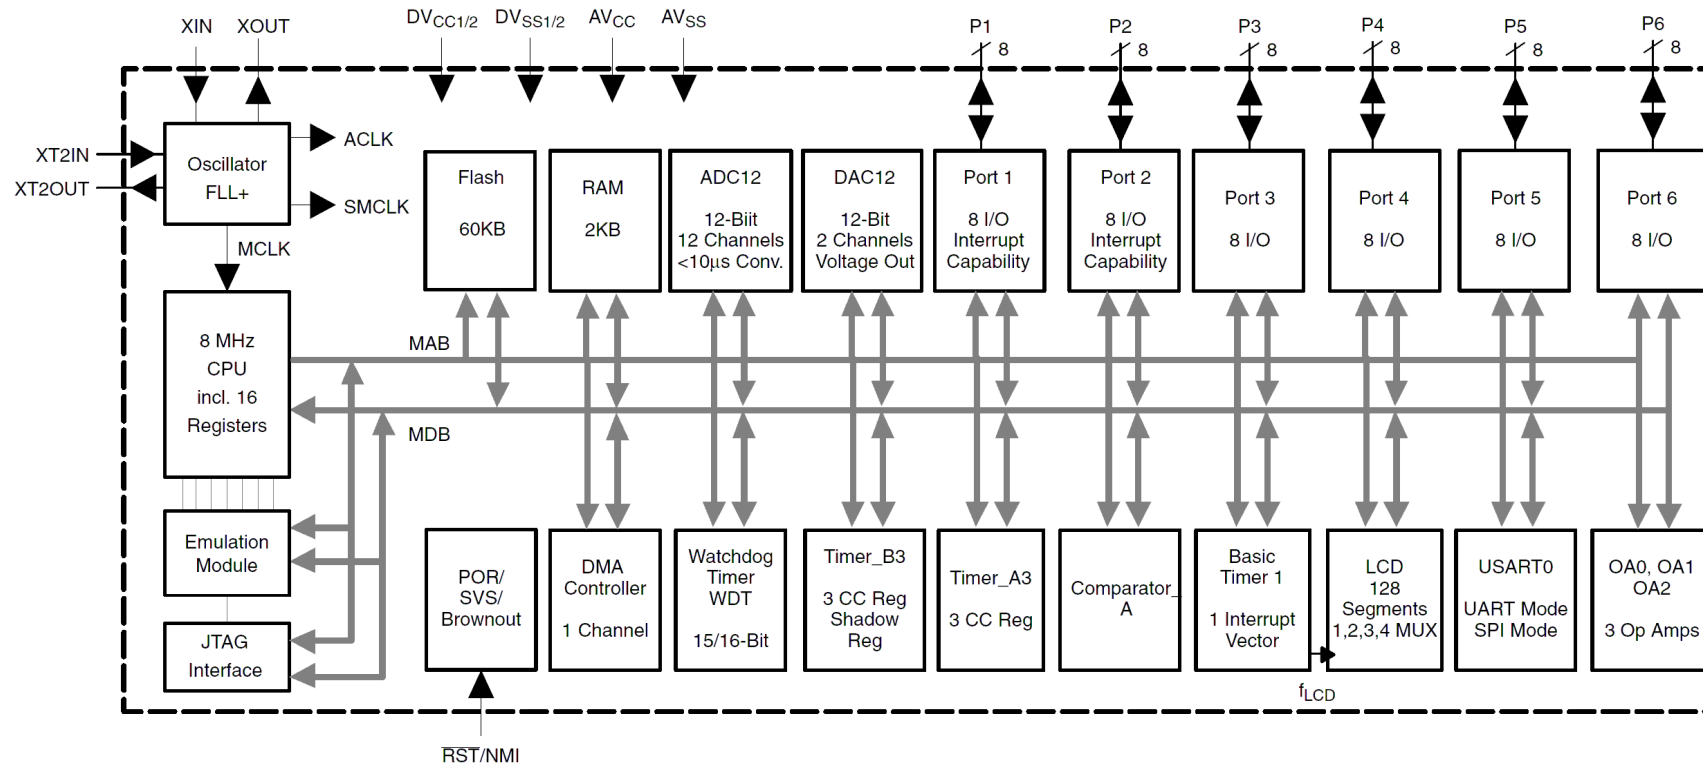 XIN
XOUT
DVCC1/2
DVSS1/2
AVCC
AVSS
P1
8
P2
8
P3
8
P4
8
P5
8
P6
8
XT2IN
XT2OUT
Oscillator
FLL+
ACLK
SMCLK
MCLK
Flash
60KB
RAM
2KB
ADC12
12-Biit
12 Channels
<10μs Conv.
DAC12
12-Bit
2 Channels
Voltage Out
Port 1
8 I/O
Interrupt
Capability
Port 2
8 I/O
Interrupt
Capability
Port 3
8 I/O
Port 4
8 I/O
Port 5
8 I/O
Port 6
8 I/O
8 MHz
CPU
incl. 16
Registers
MAB
MDB
Emulation
Module
JTAG
Interface
POR/
SVS/
Brownout
DMA
Controller
1 Channel
Watchdog
Timer
WDT
15/16-Bit
Timer_B3
3 CC Reg
Shadow
Reg
Timer_A3
3 CC Reg
Comparator_
A
Basic
Timer 1
1 Interrupt
Vector
LCD
128
Segments
1,2,3,4 MUX
USART0
UART Mode
SPI Mode
OA0, OA1
OA2
3 Op Amps
fLCD
RST/NMI